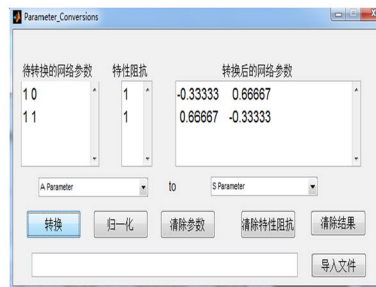 Parameter_Conversions
待转换的网络参数 特性阻抗 转换后的网络参数
1 0 1 -0.33333 0.66667
1 1 1 0.66667 -0.33333
A Parameter to S Parameter
转换 归一化 清除参数 清除特性阻抗 清除结果
导入文件